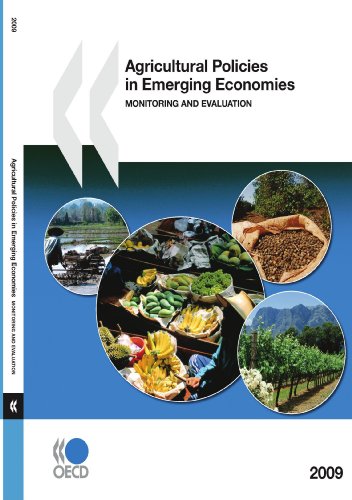 2009
Agricultural Policies in Emerging Economies MONITORING AND EVALUATION
Agricultural Policies
in Emerging Economies
MONITORING AND EVALUATION
OECD
2009